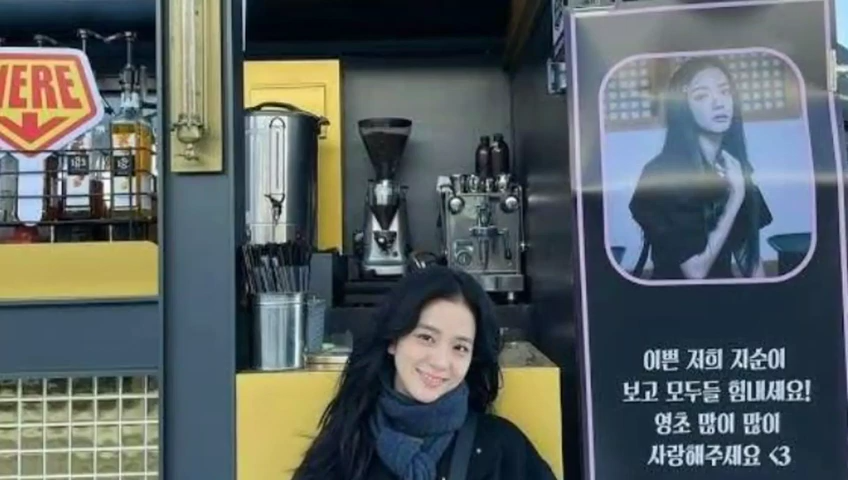 VERE
이쁜 저희 지순이
보고 모두들 힘내세요!
영초 많이 많이
사랑해주세요 <3